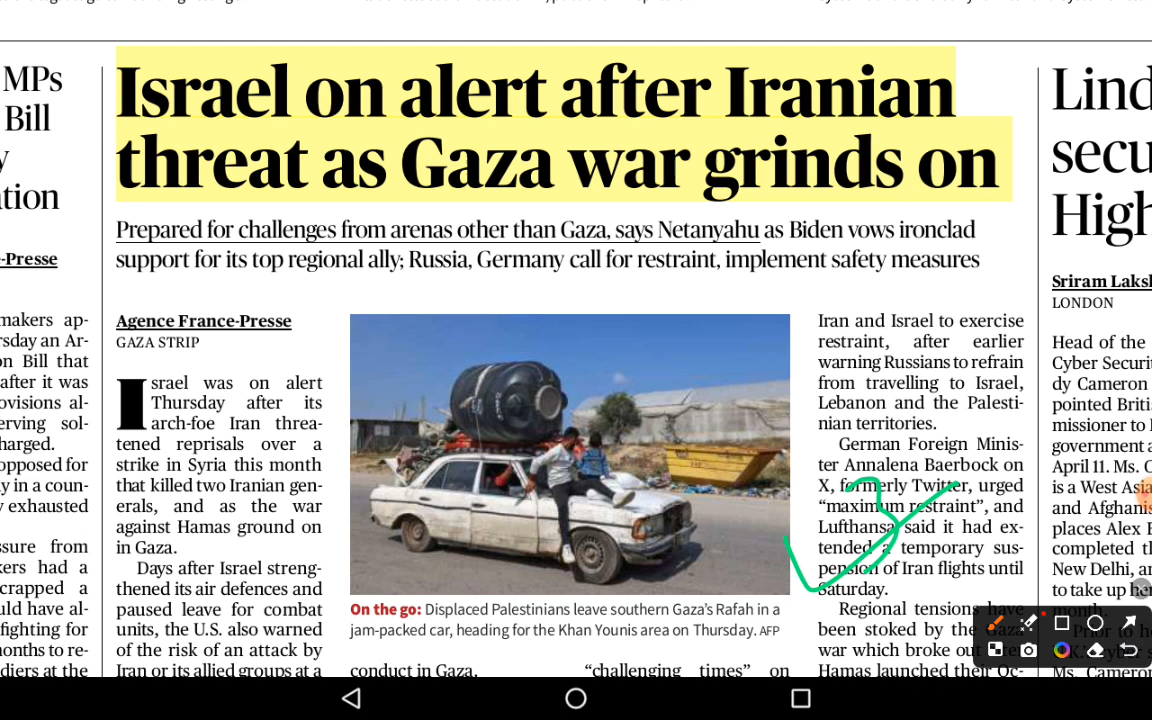 MPs
Bill
y
ation
e-Presse
makers ap-
rsday an Ar-
on Bill that
after it was
ovisions al-
erving sol-
harged.
opposed for
y in a coun-
y exhausted
ssure from
kers had a
scrapped a
uld have al-
fighting for
months to re-
diers at the
Israel on alert after Iranian
threat as Gaza war grinds on
Prepared for challenges from arenas other than Gaza, says Netanyahu as Biden vows ironclad
support for its top regional ally; Russia, Germany call for restraint, implement safety measures
Agence France-Presse
GAZA STRIP
Israel was on alert
Thursday after its
arch-foe Iran threa-
tened reprisals over a
strike in Syria this month
that killed two Iranian gen-
erals, and as the war
against Hamas ground on
in Gaza.
Days after Israel streng-
thened its air defences and
paused leave for combat
units, the U.S. also warned
of the risk of an attack by
Iran or its allied groups at a
On the go: Displaced Palestinians leave southern Gaza's Rafah in a
jam-packed car, heading for the Khan Younis area on Thursday. AFP
conduct in Gaza.
“challenging times” on
Iran and Israel to exercise
restraint, after earlier
warning Russians to refrain
from travelling to Israel,
Lebanon and the Palesti-
nian territories.
German Foreign Minis-
ter Annalena Baerbock on
X, formerly Twitter, urged
“maximum restraint”, and
Lufthansa said it had ex-
tended a temporary sus-
pension of Iran flights until
Saturday.
Regional tensions have
been stoked by the Gaza
war which broke out
Hamas launched their Oc-
Lind
secu
High
Sriram Laksl
LONDON
Head of the
Cyber Securit
dy Cameron
pointed Briti
missioner to I
government a
April 11. Ms. C
is a West Asia
and Afghanis
places Alex E
completed th
New Delhi, an
to take up her
month.
Prior to h
Ms. Cameron